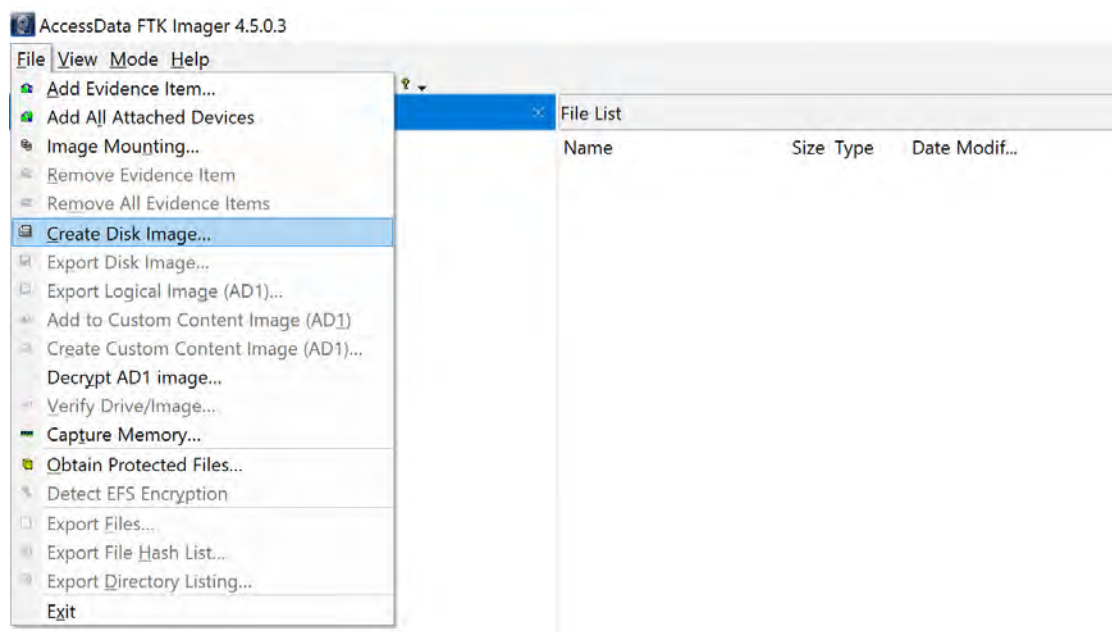 AccessData FTK Imager 4.5.0.3
File View Mode Help
Add Evidence Item...
Add All Attached Devices
File List
Image Mounting...
Name Size Type Date Modif...
Remove Evidence Item
Remove All Evidence Items
Create Disk Image...
Export Disk Image...
Export Logical Image (AD1)...
Add to Custom Content Image (AD1)
Create Custom Content Image (AD1)...
Decrypt AD1 image...
Verify Drive/Image...
Capture Memory...
Obtain Protected Files...
Detect EFS Encryption
Export Files...
Export File Hash List...
Export Directory Listing...
Exit